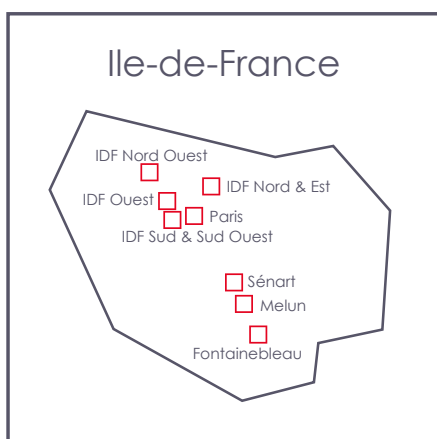 Ile-de-France
IDF Nord Ouest
IDF Nord & Est
IDF Ouest
Paris
IDF Sud & Sud Ouest
Sénart
Melun
Fontainebleau